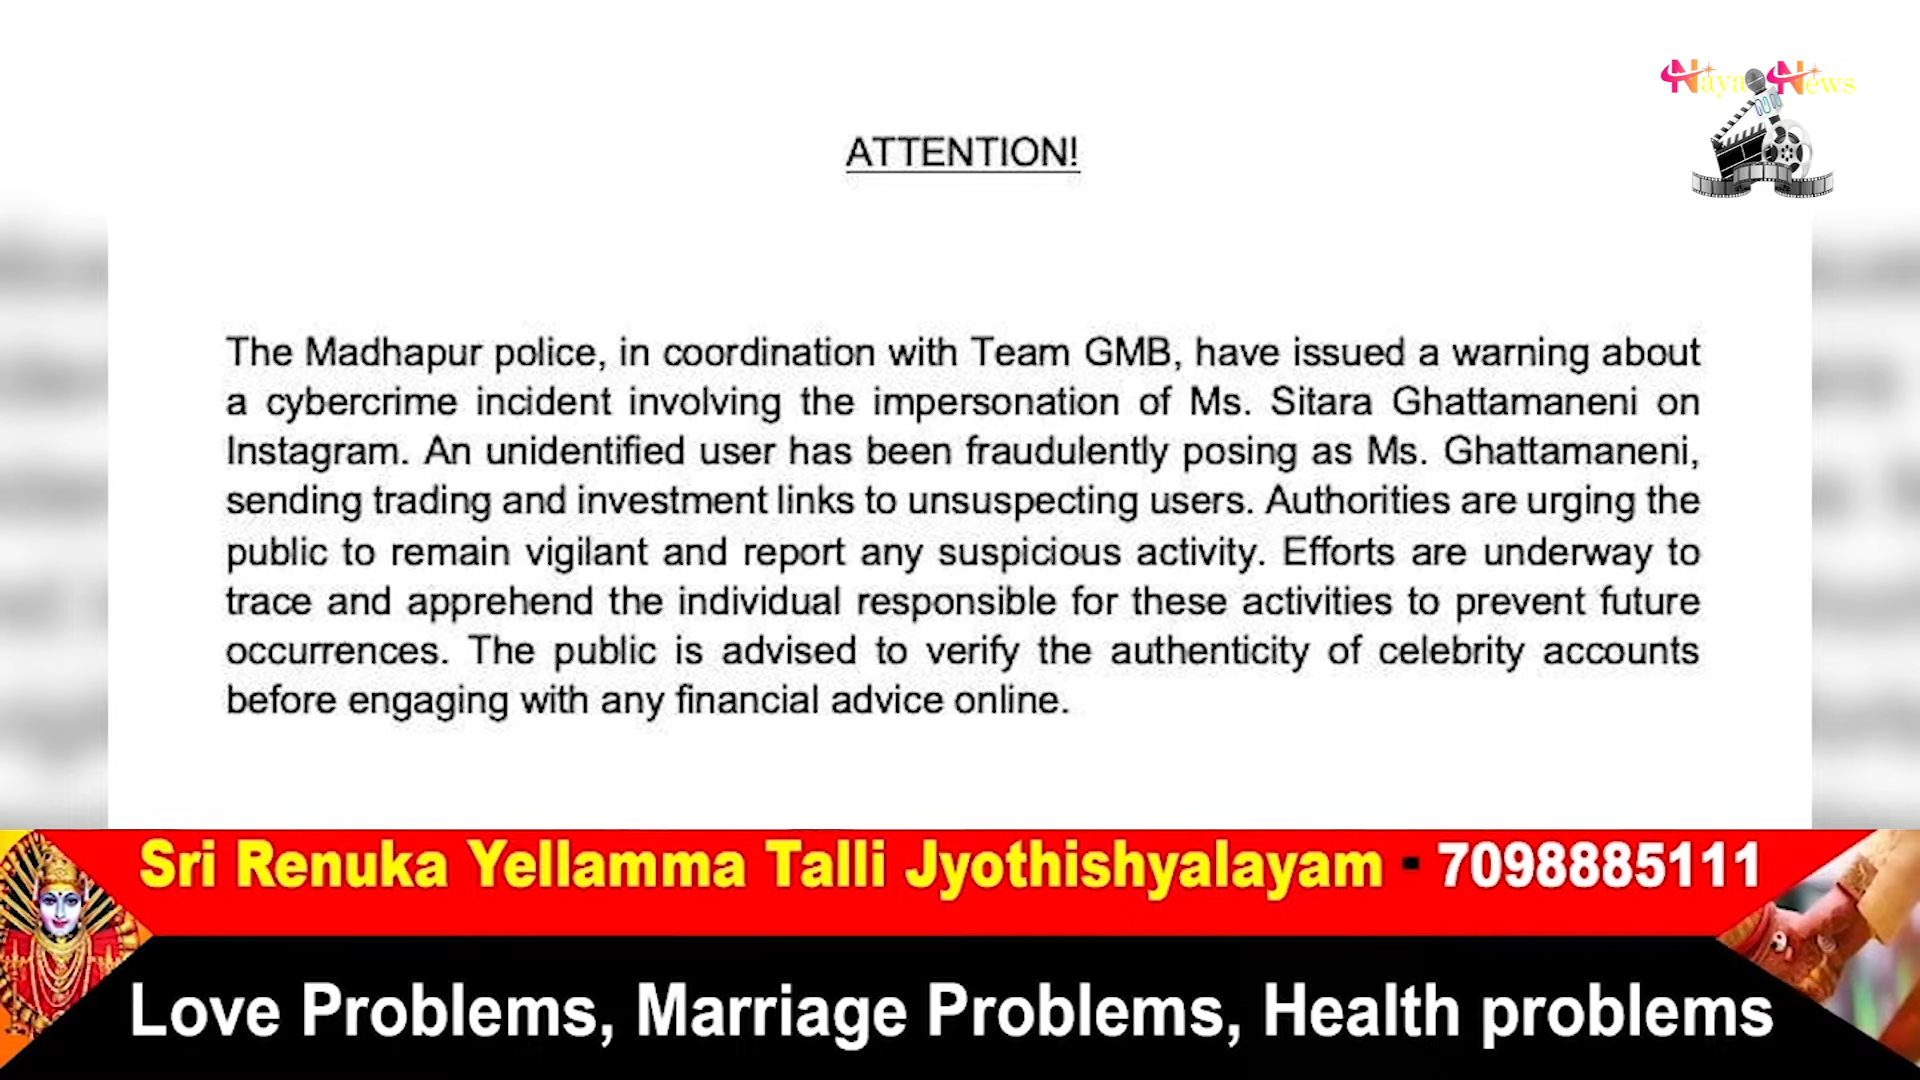 Naya News
ATTENTION!
The Madhapur police, in coordination with Team GMB, have issued a warning about
a cybercrime incident involving the impersonation of Ms. Sitara Ghattamaneni on
Instagram. An unidentified user has been fraudulently posing as Ms. Ghattamaneni,
sending trading and investment links to unsuspecting users. Authorities are urging the
public to remain vigilant and report any suspicious activity. Efforts are underway to
trace and apprehend the individual responsible for these activities to prevent future
occurrences. The public is advised to verify the authenticity of celebrity accounts
before engaging with any financial advice online.
Sri Renuka Yellamma Talli Jyothishyalayam - 7098885111
Love Problems, Marriage Problems, Health problems